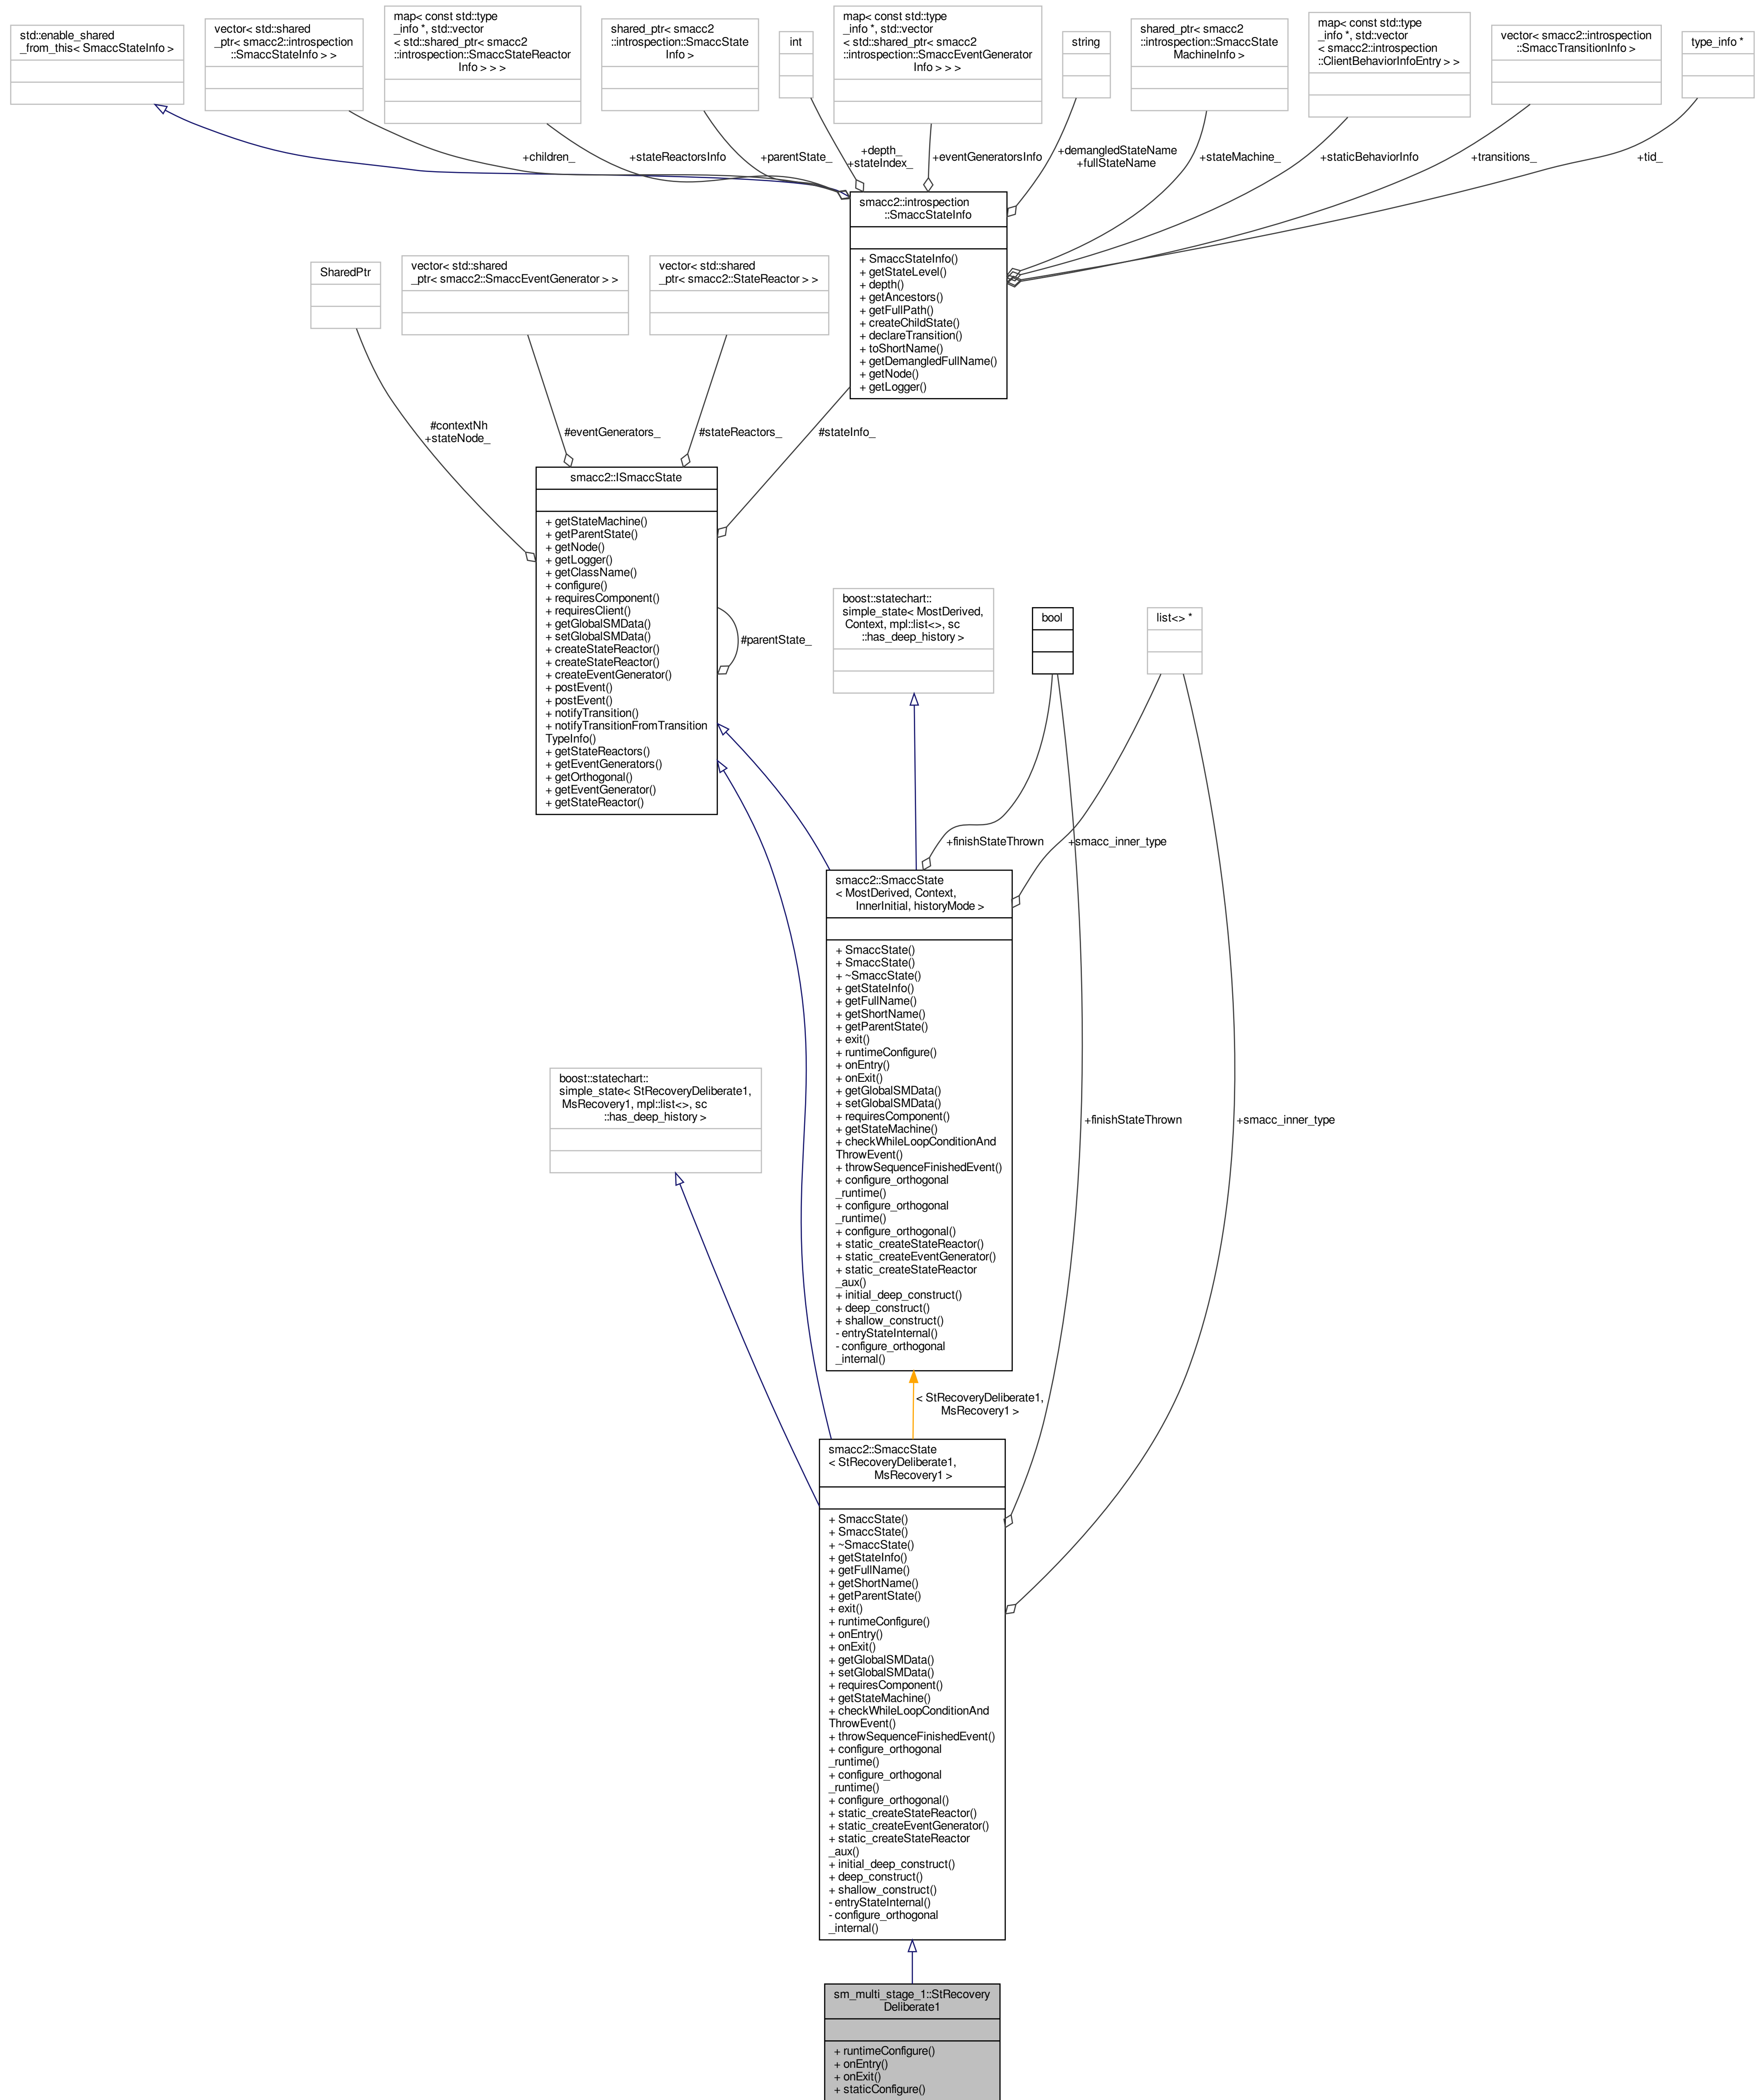 std::enable_shared
_from_this< SmaccStateInfo >
vector< std::shared
_ptr< smacc2::introspection
::SmaccStateInfo > >
map< const std::type
_info *, std::vector
< std::shared_ptr< smacc2
::introspection::SmaccStateReactor
Info > > >
shared_ptr< smacc2
::introspection::SmaccState
Info >
int
map< const std::type
_info *, std::vector
< std::shared_ptr< smacc2
::introspection::SmaccEventGenerator
Info > > >
string
shared_ptr< smacc2
::introspection::SmaccState
MachineInfo >
map< const std::type
_info *, std::vector
< smacc2::introspection
::ClientBehaviorInfoEntry > >
vector< smacc2::introspection
::SmaccTransitionInfo >
type_info *
+children_
+stateReactorsInfo
+parentState_
+depth_
+stateIndex_
+eventGeneratorsInfo
+demangledStateName
+fullStateName
+stateMachine_
+staticBehaviorInfo
+transitions_
+tid_
smacc2::introspection
::SmaccStateInfo
+ SmaccStateInfo()
+ getStateLevel()
+ depth()
+ getAncestors()
+ getFullPath()
+ createChildState()
+ declareTransition()
+ toShortName()
+ getDemangledFullName()
+ getNode()
+ getLogger()
SharedPtr
vector< std::shared
_ptr< smacc2::SmaccEventGenerator > >
vector< std::shared
_ptr< smacc2::StateReactor > >
#contextNh
+stateNode_
#eventGenerators_
#stateReactors_
#stateInfo_
smacc2::ISmaccState
+ getStateMachine()
+ getParentState()
+ getNode()
+ getLogger()
+ getClassName()
+ configure()
+ requiresComponent()
+ requiresClient()
+ getGlobalSMData()
+ setGlobalSMData()
+ createStateReactor()
+ createStateReactor()
+ createEventGenerator()
+ postEvent()
+ postEvent()
+ notifyTransition()
+ notifyTransitionFromTransition
TypeInfo()
+ getStateReactors()
+ getEventGenerators()
+ getOrthogonal()
+ getEventGenerator()
+ getStateReactor()
#parentState_
boost::statechart::
simple_state< MostDerived,
Context, mpl::list<>, sc
::has_deep_history >
bool
list<> *
+finishStateThrown
+smacc_inner_type
smacc2::SmaccState
< MostDerived, Context,
InnerInitial, historyMode >
+ SmaccState()
+ SmaccState()
+ ~SmaccState()
+ getStateInfo()
+ getFullName()
+ getShortName()
+ getParentState()
+ exit()
+ runtimeConfigure()
+ onEntry()
+ onExit()
+ getGlobalSMData()
+ setGlobalSMData()
+ requiresComponent()
+ getStateMachine()
+ checkWhileLoopConditionAnd
ThrowEvent()
+ throwSequenceFinishedEvent()
+ configure_orthogonal
_runtime()
+ configure_orthogonal
_runtime()
+ configure_orthogonal()
+ static_createStateReactor()
+ static_createEventGenerator()
+ static_createStateReactor
_aux()
+ initial_deep_construct()
+ deep_construct()
+ shallow_construct()
- entryStateInternal()
- configure_orthogonal
_internal()
boost::statechart::
simple_state< StRecoveryDeliberate1,
MsRecovery1, mpl::list<>, sc
::has_deep_history >
+finishStateThrown
+smacc_inner_type
< StRecoveryDeliberate1,
MsRecovery1 >
smacc2::SmaccState
< StRecoveryDeliberate1,
MsRecovery1 >
+ SmaccState()
+ SmaccState()
+ ~SmaccState()
+ getStateInfo()
+ getFullName()
+ getShortName()
+ getParentState()
+ exit()
+ runtimeConfigure()
+ onEntry()
+ onExit()
+ getGlobalSMData()
+ setGlobalSMData()
+ requiresComponent()
+ getStateMachine()
+ checkWhileLoopConditionAnd
ThrowEvent()
+ throwSequenceFinishedEvent()
+ configure_orthogonal
_runtime()
+ configure_orthogonal
_runtime()
+ configure_orthogonal()
+ static_createStateReactor()
+ static_createEventGenerator()
+ static_createStateReactor
_aux()
+ initial_deep_construct()
+ deep_construct()
+ shallow_construct()
- entryStateInternal()
- configure_orthogonal
_internal()
sm_multi_stage_1::StRecovery
Deliberate1
+ runtimeConfigure()
+ onEntry()
+ onExit()
+ staticConfigure()